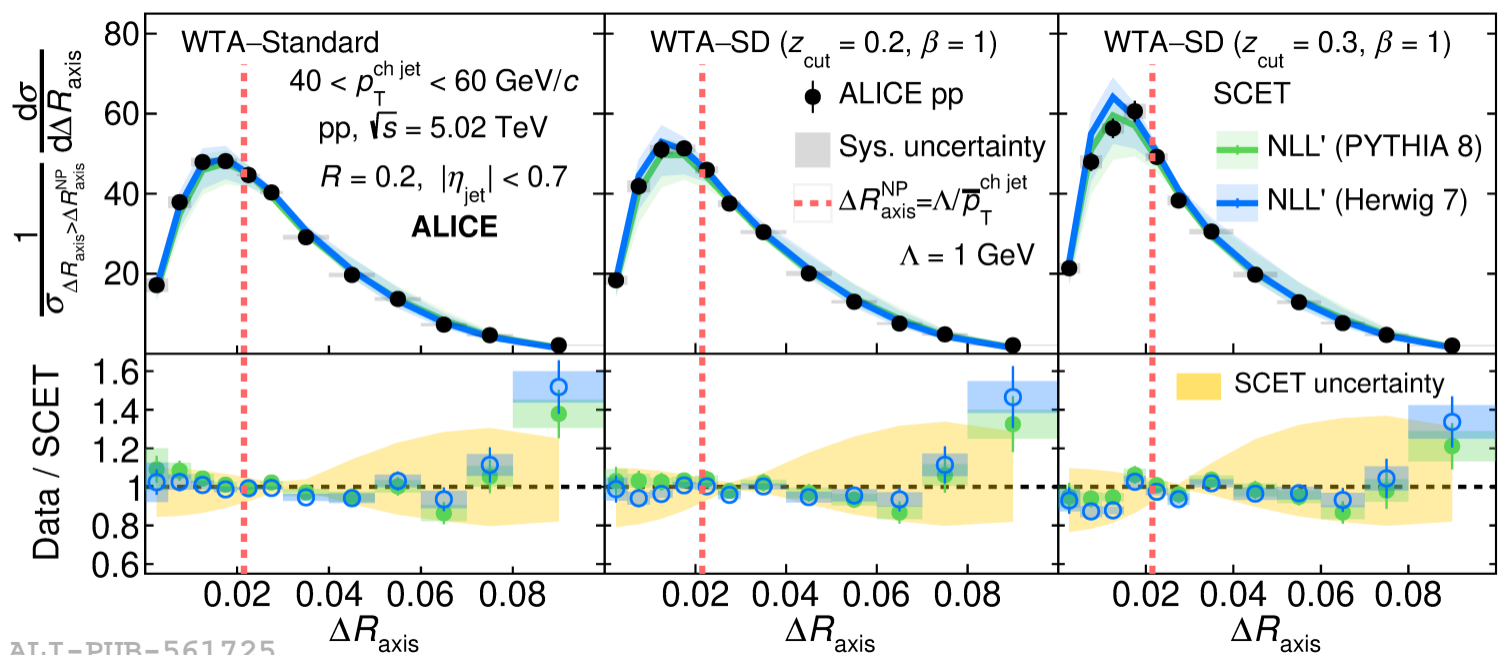 WTA–Standard
40 < p_T^{ch jet} < 60 GeV/c
pp, √s = 5.02 TeV
R = 0.2, |η_jet| < 0.7
ALICE
WTA–SD (z_cut = 0.2, β = 1)
ALICE pp
Sys. uncertainty
ΔR_axis^{NP}=Λ/p̅_T^{ch jet}
Λ = 1 GeV
WTA–SD (z_cut = 0.3, β = 1)
SCET
NLL' (PYTHIA 8)
NLL' (Herwig 7)
1/σ_{ΔR_axis>ΔR_axis^{NP}} dσ/dΔR_axis
80
60
40
20
SCET uncertainty
Data / SCET
1.6
1.4
1.2
1
0.8
0.6
0.02 0.04 0.06 0.08
0.02 0.04 0.06 0.08
0.02 0.04 0.06 0.08
ΔR_axis
ΔR_axis
ΔR_axis
ALI-PUB-561725